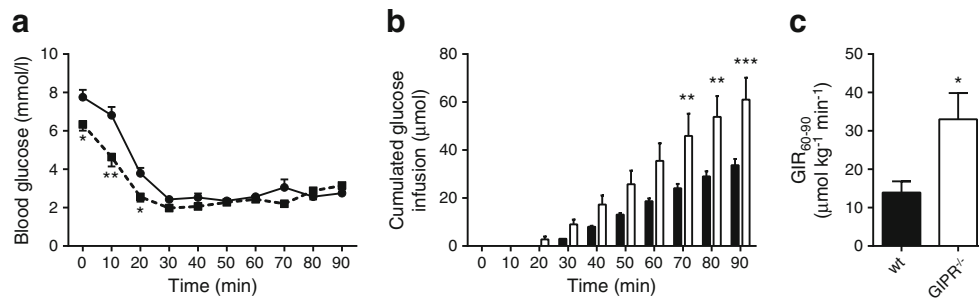 a
Blood glucose (mmol/l)
10
8
6
4
2
0
*
**
*
0 10 20 30 40 50 60 70 80 90
Time (min)
b
Cumulated glucose
infusion (μmol)
80
60
40
20
0
** ** ***
0 10 20 30 40 50 60 70 80 90
Time (min)
c
GIR60-90
(μmol kg-1 min-1)
50
40
30
20
10
0
*
wt
GIPR-/-